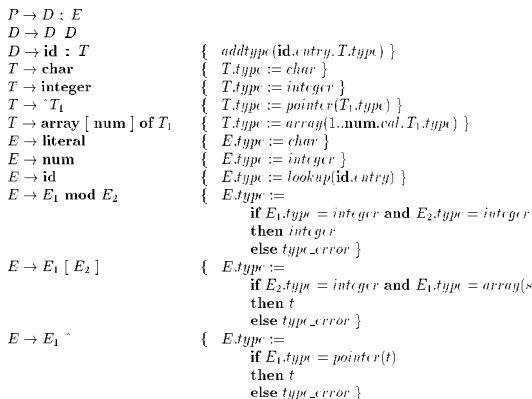 P → D : E
D → D D
D → id : T { addtype(id.entry, T.type) }
T → char { T.type := char }
T → integer { T.type := integer }
T → ^T1 { T.type := pointer(T1.type) }
T → array [ num ] of T1 { T.type := array(1..num.val, T1.type) }
E → literal { E.type := char }
E → num { E.type := integer }
E → id { E.type := lookup(id.entry) }
E → E1 mod E2 { E.type :=
if E1.type = integer and E2.type = integer
then integer
else type_error }
E → E1 [ E2 ] { E.type :=
if E2.type = integer and E1.type = array(s
then t
else type_error }
E → E1 ^ { E.type :=
if E1.type = pointer(t)
then t
else type_error }